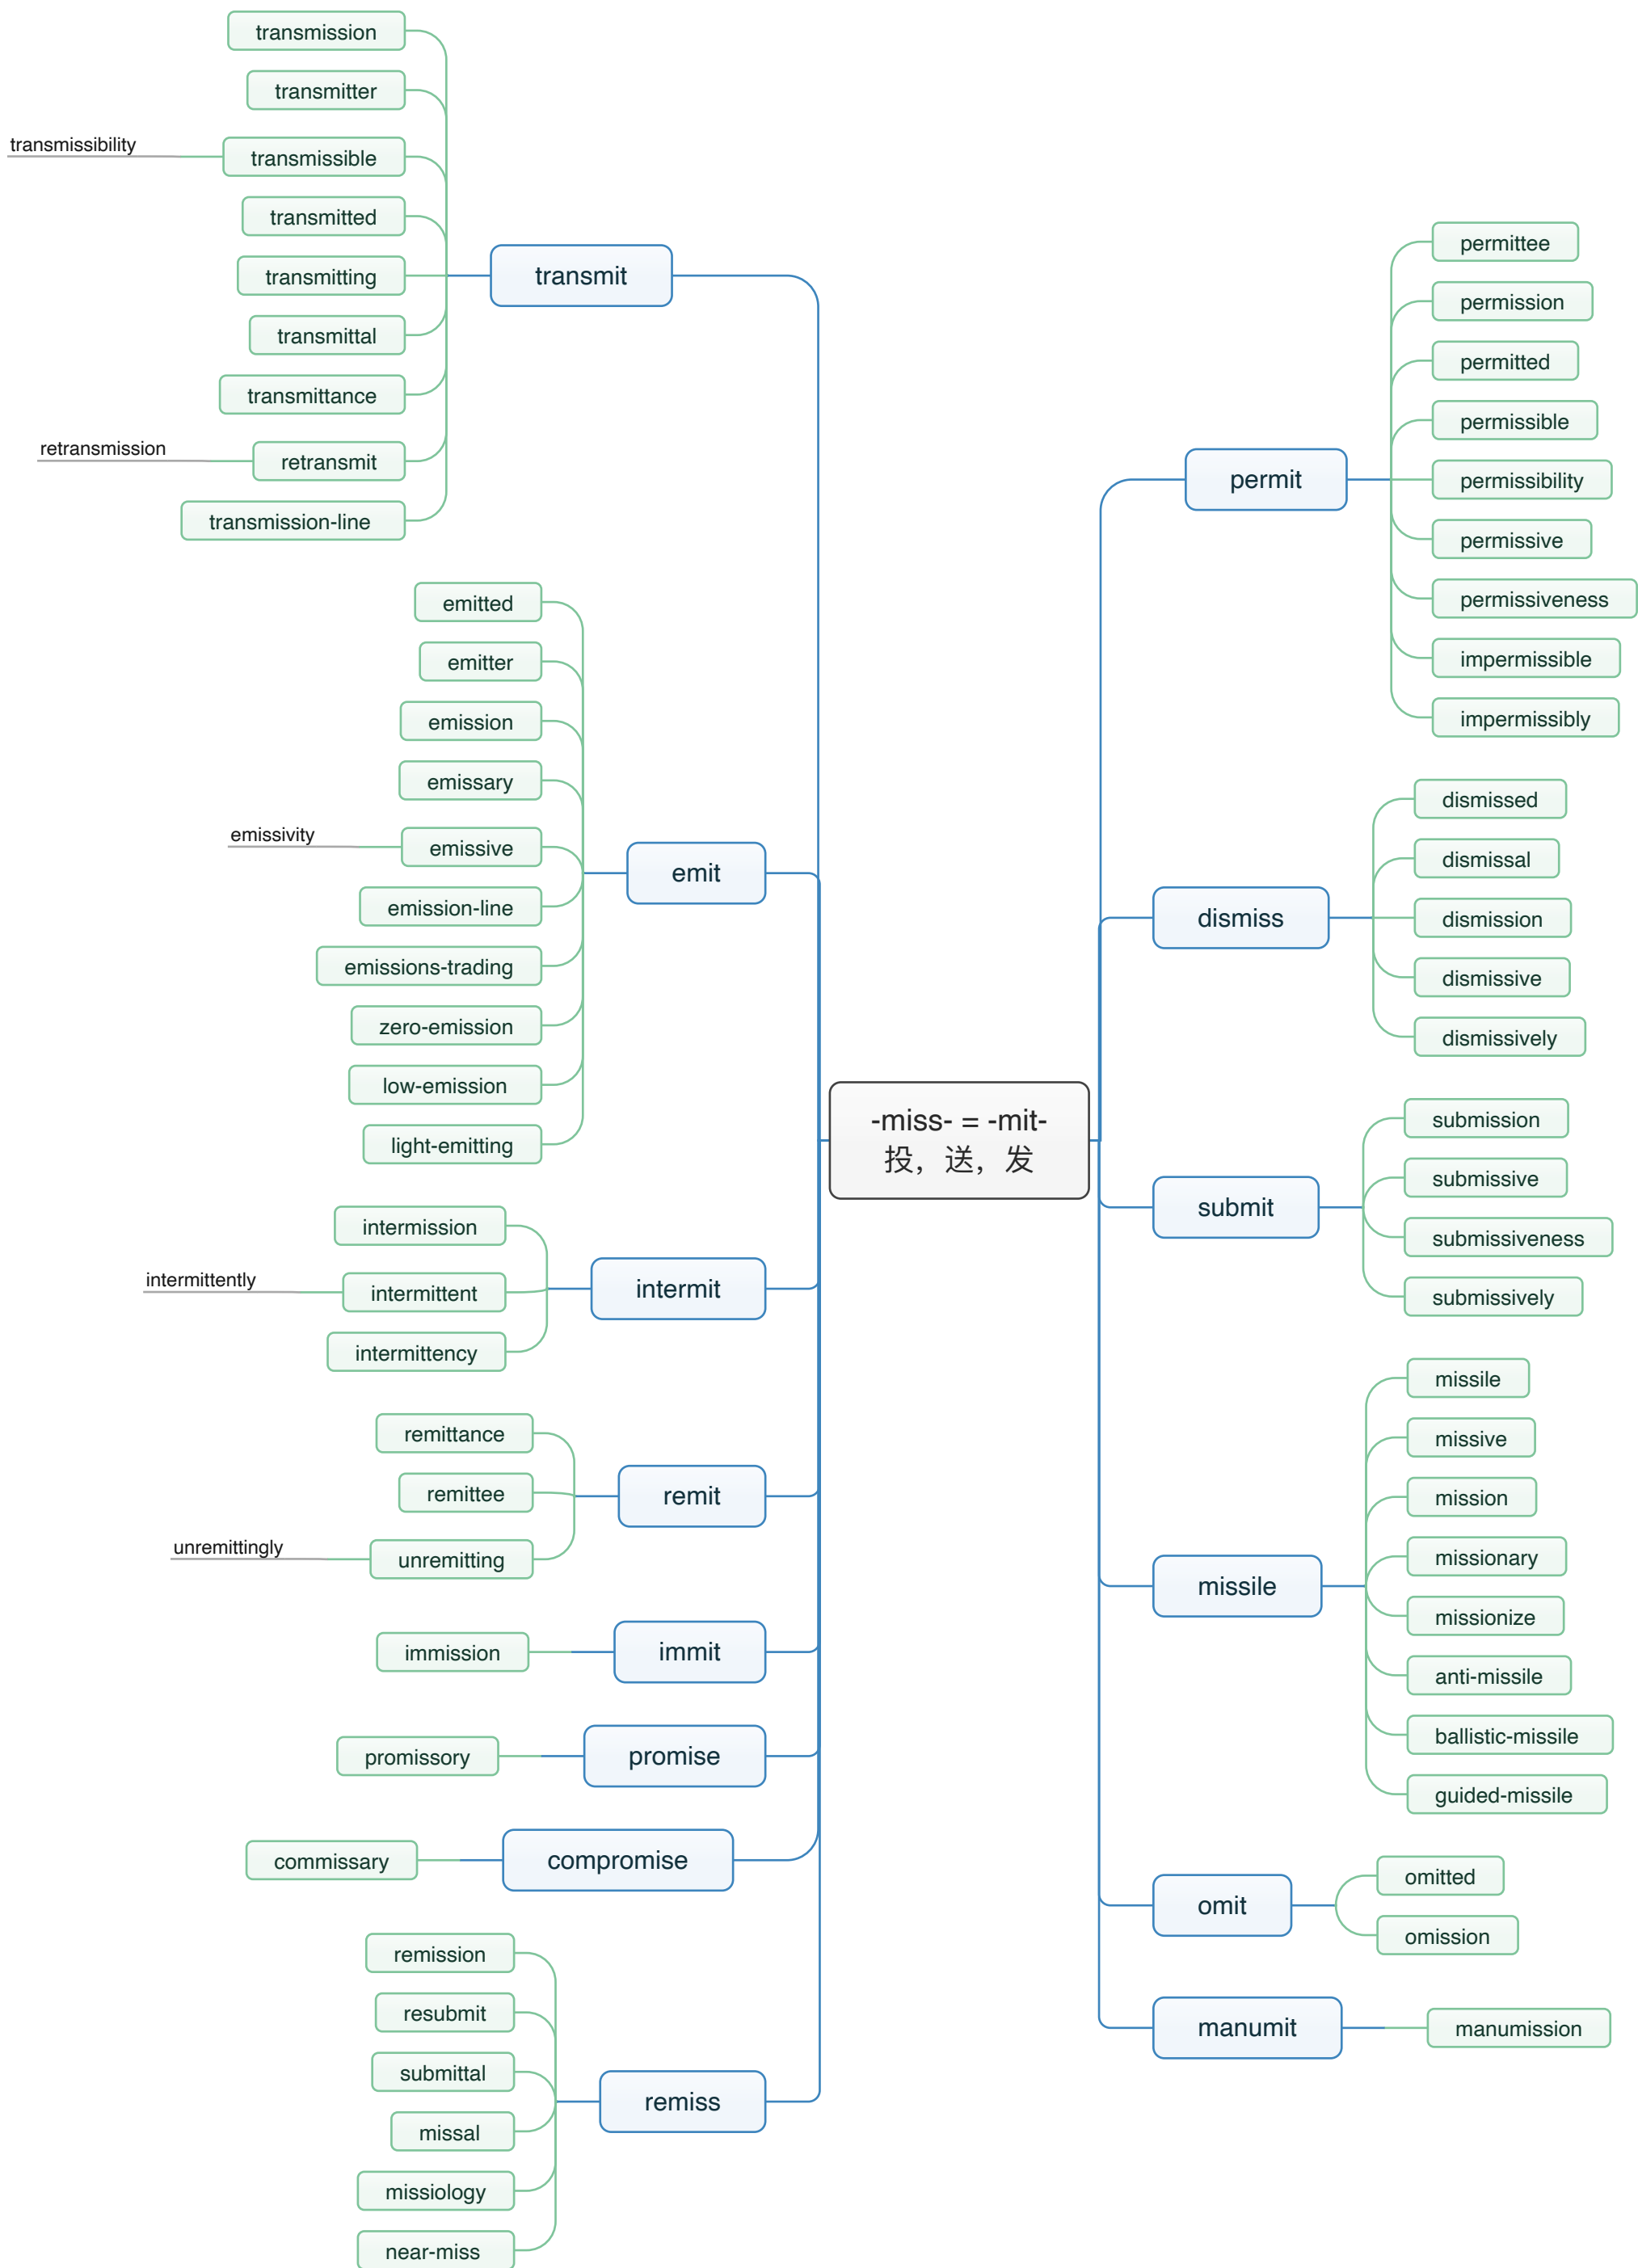 -miss- = -mit-
投，送，发
permit
permittee
permission
permitted
permissible
permissibility
permissive
permissiveness
impermissible
impermissibly
dismiss
dismissed
dismissal
dismission
dismissive
dismissively
submit
submission
submissive
submissiveness
submissively
missile
missile
missive
mission
missionary
missionize
anti-missile
ballistic-missile
guided-missile
omit
omitted
omission
manumit
manumission
transmit
transmission
transmitter
transmissible
transmissibility
transmitted
transmitting
transmittal
transmittance
retransmit
retransmission
transmission-line
emit
emitted
emitter
emission
emissary
emissive
emissivity
emission-line
emissions-trading
zero-emission
low-emission
light-emitting
intermit
intermission
intermittent
intermittently
intermittency
remit
remittance
remittee
unremitting
unremittingly
immit
immission
promise
promissory
compromise
commissary
remiss
remission
resubmit
submittal
missal
missiology
near-miss